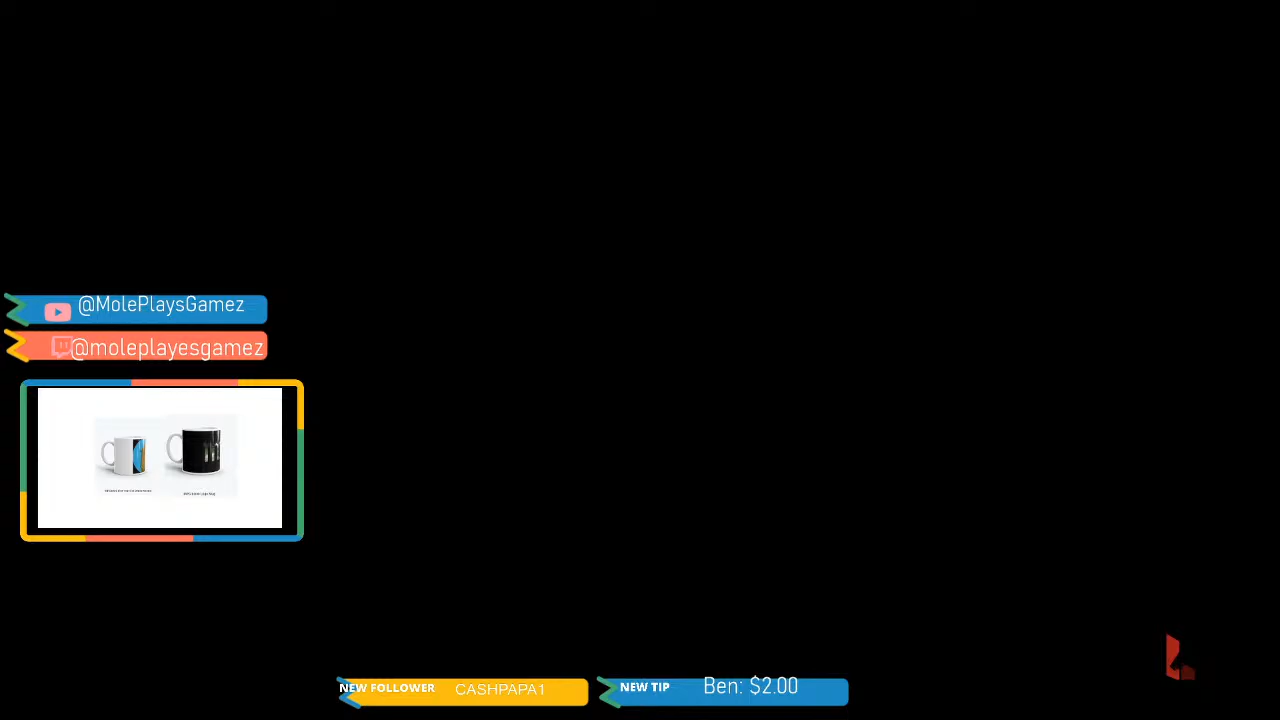 @MolePlaysGamez
@moleplayesgamez
NEW FOLLOWER CASHPAPA1
NEW TIP Ben: $2.00